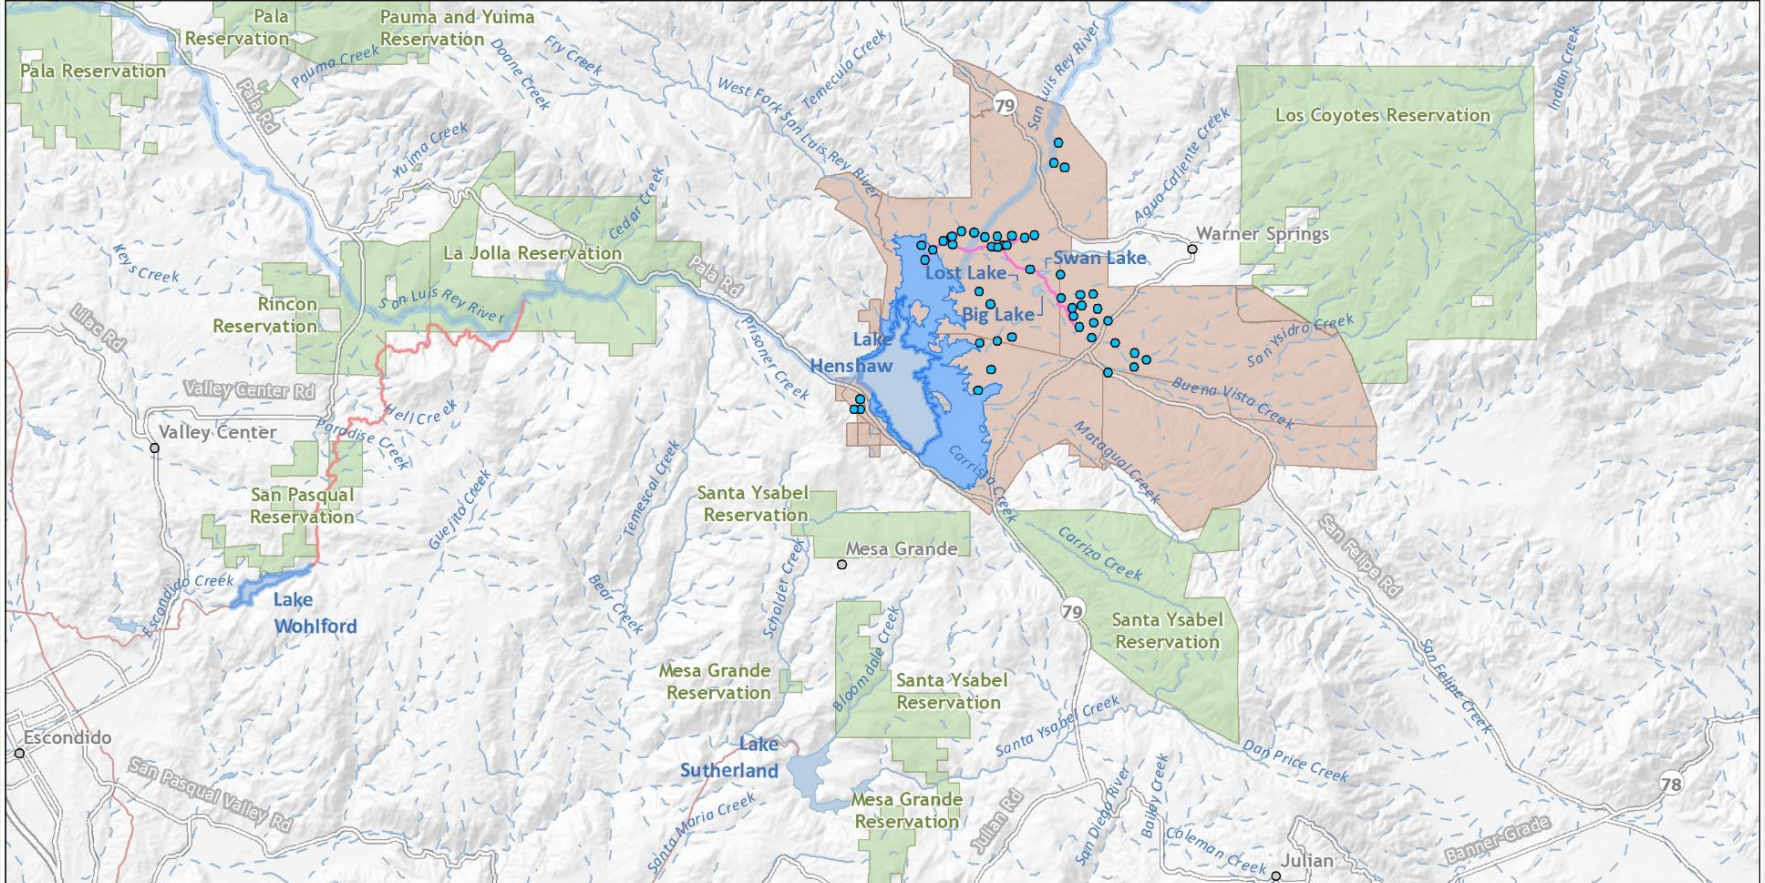 Pala
Reservation
Pauma and Yuima
Reservation
Pala Reservation
Pauma Creek
Doane Creek
Fry Creek
Pala Rd
Yuima Creek
West Fork San Luis Rey River
Temecula Creek
79
San Luis Rey River
Agua Caliente Creek
Los Coyotes Reservation
Indian Creek
Keys Creek
La Jolla Reservation
Cedar Creek
Warner Springs
Pala Rd
Lost Lake
Swan Lake
Rincon
Reservation
San Luis Rey River
Big Lake
Lilac Rd
Prisoner Creek
Lake
Henshaw
San Ysidro Creek
Valley Center Rd
Hell Creek
Buena Vista Creek
Valley Center
Paradise Creek
Matagual Creek
Carrista Creek
San Pasqual
Reservation
Guejito Creek
Temescal Creek
Santa Ysabel
Reservation
Mesa Grande
Carrizo Creek
San Felipe Rd
Escondido Creek
Lake
Wohlford
Bear Creek
Scholder Creek
Bloomdale Creek
79
Santa Ysabel
Reservation
Mesa Grande
Reservation
Santa Ysabel
Reservation
San Felipe Creek
Santa Ysabel Creek
Escondido
Lake
Sutherland
San Pasqual Valley Rd
Dan Price Creek
78
Mesa Grande
Reservation
Santa Maria Creek
Julian Rd
San Diego River
Bailey Creek
Coleman Creek
Banner-Grade
Julian